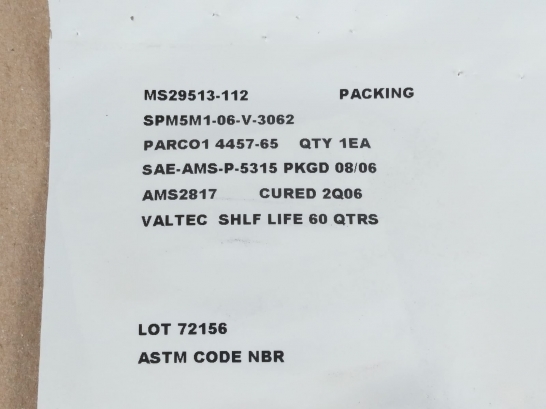 MS29513-112 PACKING
SPM5M1-06-V-3062
PARCO1 4457-65 QTY 1EA
SAE-AMS-P-5315 PKGD 08/06
AMS2817 CURED 2Q06
VALTEC SHLF LIFE 60 QTRS
LOT 72156
ASTM CODE NBR